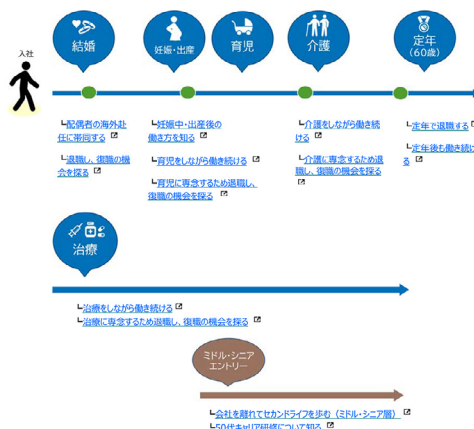 結婚
妊娠・出産
育児
介護
定年
(60歳)
入社
┗配偶者の海外赴
任に帯同する
┗退職し、復職の機
会を探る
┗妊娠中・出産後の
働き方を知る
┗育児をしながら働き続ける
┗育児に専念するため退職し、
復職の機会を探る
┗介護をしながら働き続
ける
┗介護に専念するため退
職し、復職の機会を探る
┗定年で退職する
┗定年後も働き続け
る
治療
┗治療をしながら働き続ける
┗治療に専念するため退職し、復職の機会を探る
ミドル・シニア
エントリー
┗会社を離れてセカンドライフを歩む（ミドル・シニア層）
┗50代キャリア研修について知る